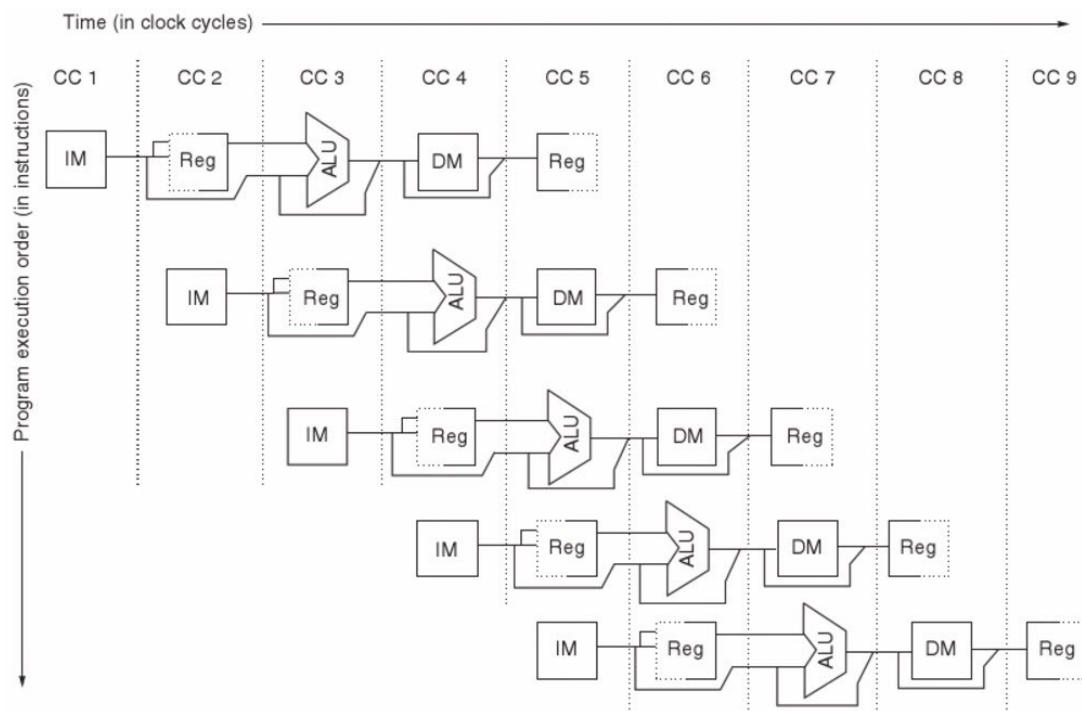 Time (in clock cycles)
CC 1 CC 2 CC 3 CC 4 CC 5 CC 6 CC 7 CC 8 CC 9
Program execution order (in instructions)
IM Reg ALU DM Reg
IM Reg ALU DM Reg
IM Reg ALU DM Reg
IM Reg ALU DM Reg
IM Reg ALU DM Reg